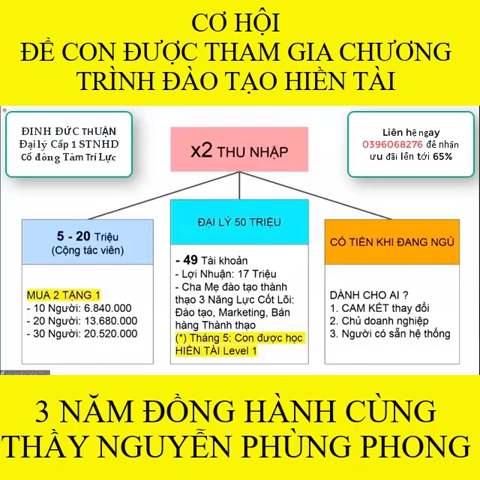 CƠ HỘI
ĐỂ CON ĐƯỢC THAM GIA CHƯƠNG
TRÌNH ĐÀO TẠO HIỀN TÀI
ĐINH ĐỨC THUẬN
Đại lý Cấp 1 STNHD
Cổ đông Tâm Trí Lực
Liên hệ ngay
0396068276 để nhận
ưu đãi lên tới 65%
x2 THU NHẬP
5 - 20 Triệu
(Cộng tác viên)
MUA 2 TẶNG 1
- 10 Người: 6.840.000
- 20 Người: 13.680.000
- 30 Người: 20.520.000
ĐẠI LÝ 50 TRIỆU
- 49 Tài khoản
- Lợi Nhuận: 17 Triệu
- Cha Mẹ đào tạo thành
thạo 3 Năng Lực Cốt Lõi:
Đào tạo, Marketing, Bán
hàng Thành thạo
(*) Tháng 5: Con được học
HIỀN TÀI Level 1
CÓ TIỀN KHI ĐANG NGỦ
DÀNH CHO AI ?
1. CAM KẾT thay đổi
2. Chủ doanh nghiệp
3. Người có sẵn hệ thống
3 NĂM ĐỒNG HÀNH CÙNG
THẦY NGUYỄN PHÙNG PHONG